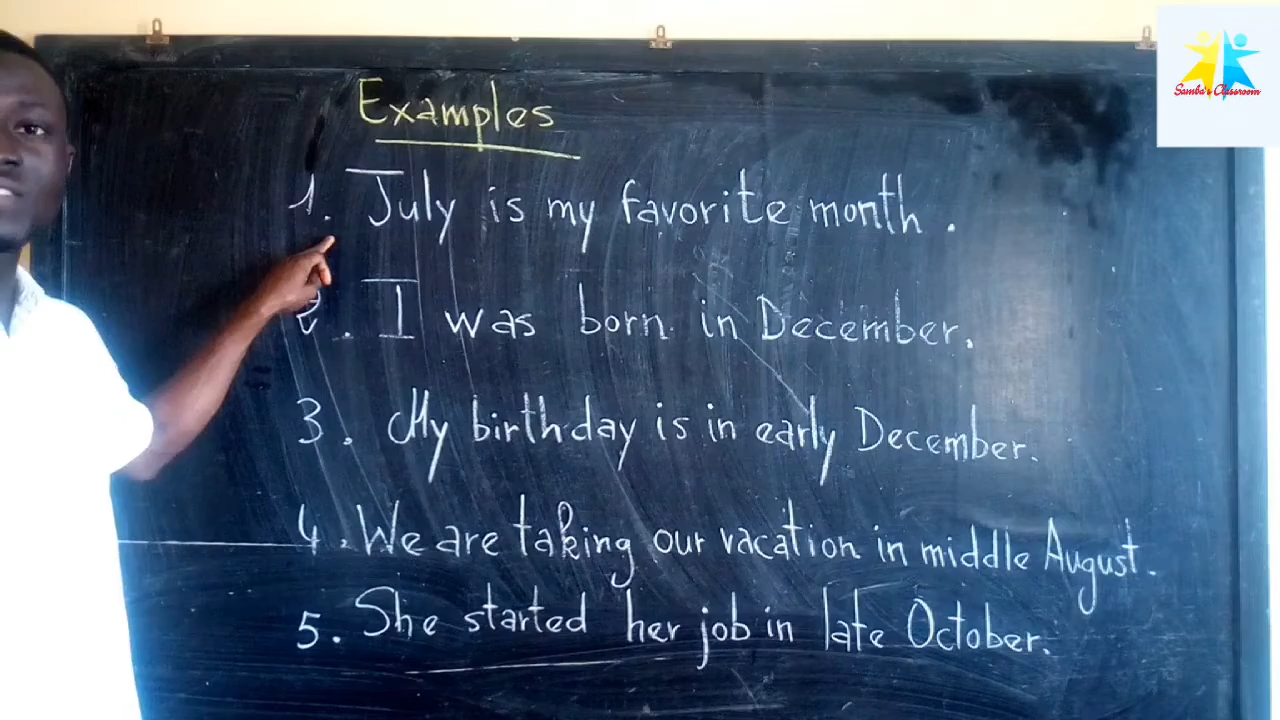 Samba's Classroom
Examples
1. July is my favorite month.
2. I was born in December.
3. My birthday is in early December.
4. We are taking our vacation in middle August.
5. She started her job in late October.